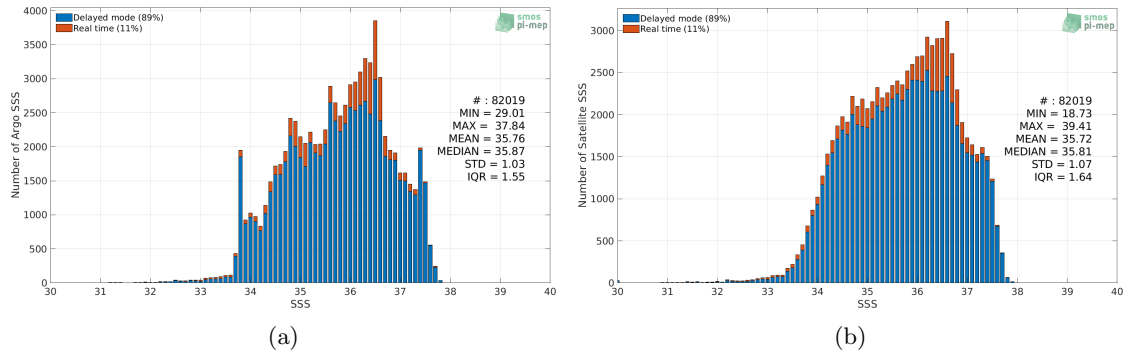 Delayed mode (89%)
Real time (11%)
smos
pi-mep
Number of Argo SSS
4000
3500
3000
2500
2000
1500
1000
500
0
# : 82019
MIN = 29.01
MAX = 37.84
MEAN = 35.76
MEDIAN = 35.87
STD = 1.03
IQR = 1.55
30 31 32 33 34 35 36 37 38 39 40
SSS
(a)
Delayed mode (89%)
Real time (11%)
smos
pi-mep
Number of Satellite SSS
3000
2500
2000
1500
1000
500
0
# : 82019
MIN = 18.73
MAX = 39.41
MEAN = 35.72
MEDIAN = 35.81
STD = 1.07
IQR = 1.64
30 31 32 33 34 35 36 37 38 39 40
SSS
(b)